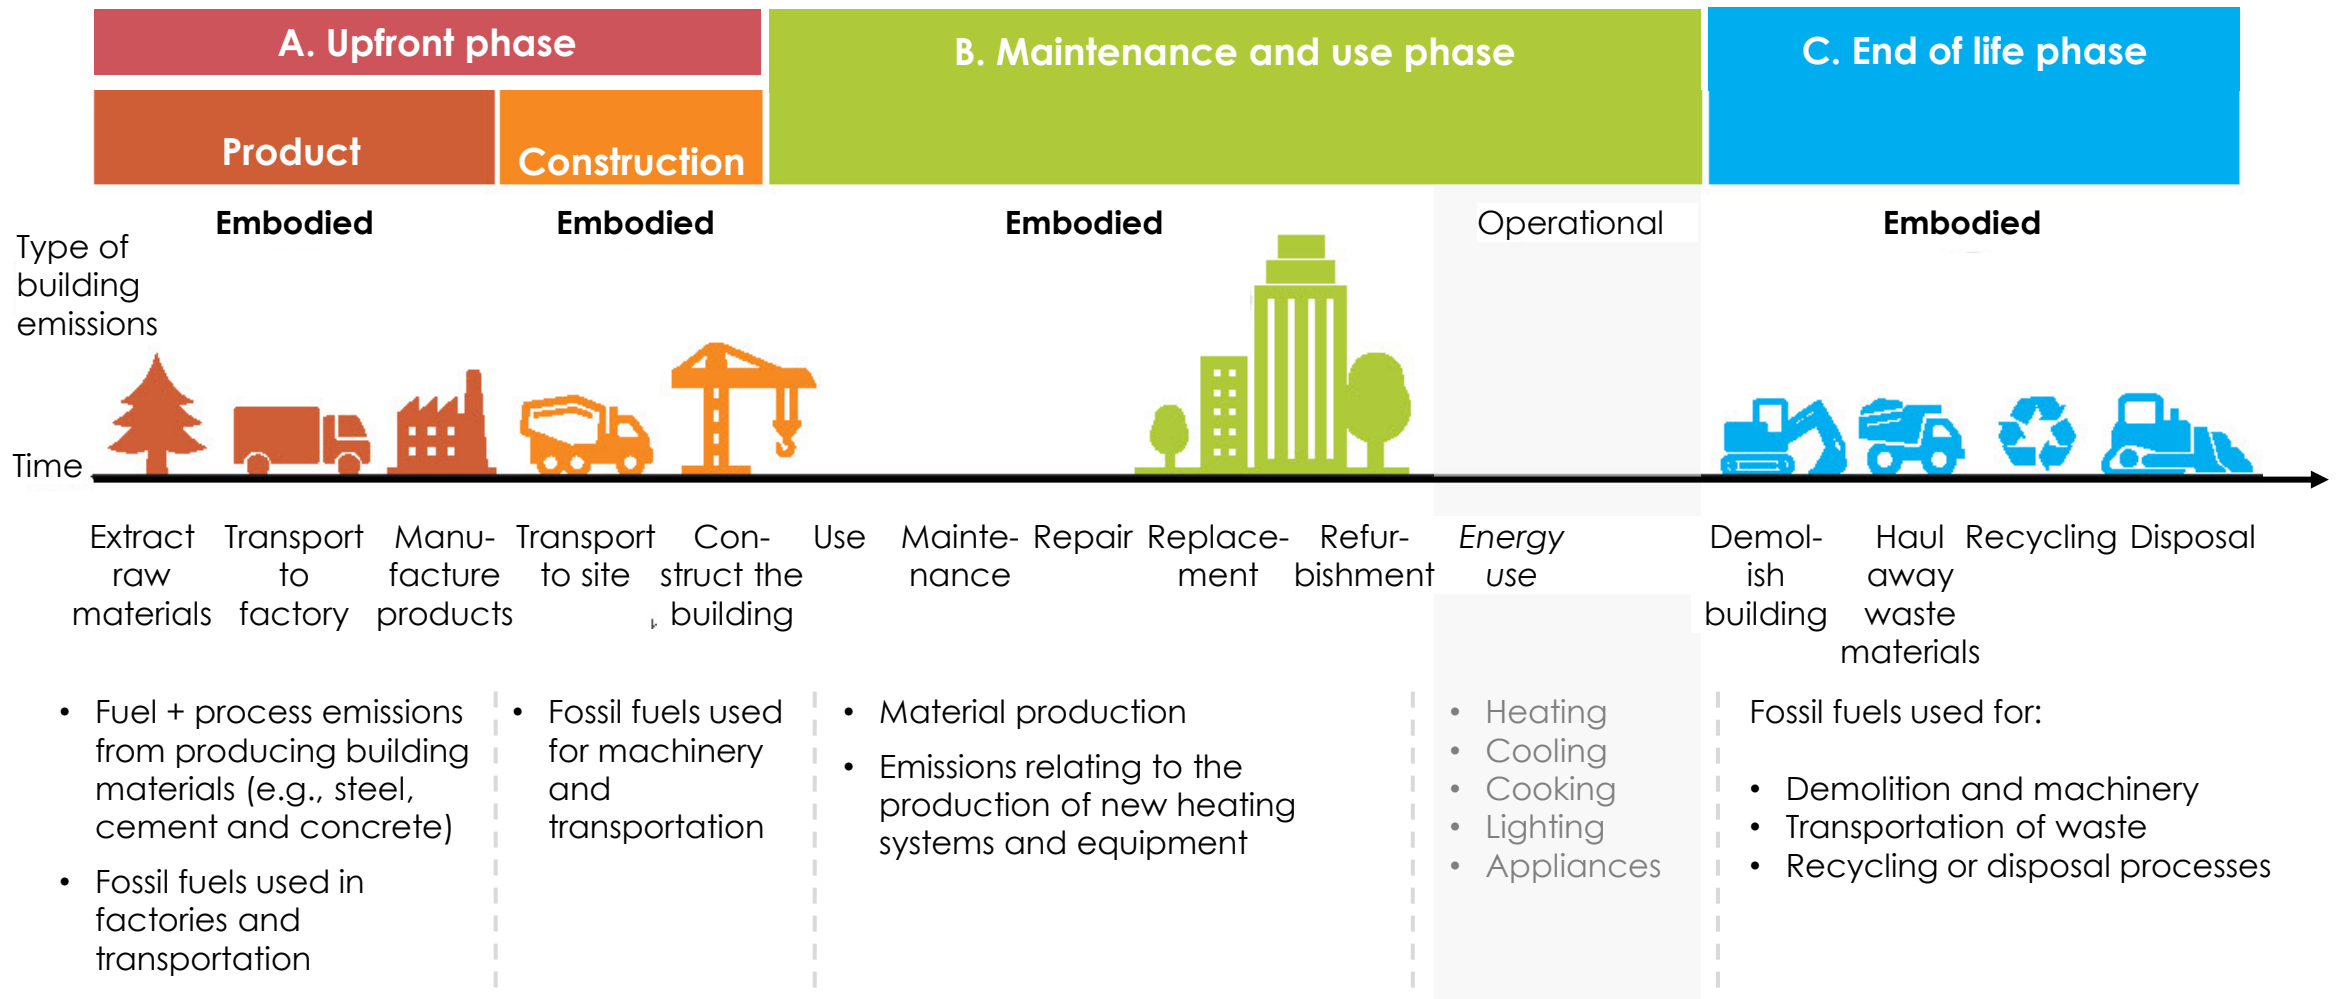 A. Upfront phase
B. Maintenance and use phase
C. End of life phase
Product
Construction
Embodied
Embodied
Embodied
Operational
Embodied
Type of
building
emissions
Time
Extract
raw
materials
Transport
to
factory
Manu-
facture
products
Transport
to site
Con-
struct the
building
Use
Mainte-
nance
Repair
Replace-
ment
Refur-
bishment
Energy
use
Demol-
ish
building
Haul
away
waste
materials
Recycling
Disposal
• Fuel + process emissions
from producing building
materials (e.g., steel,
cement and concrete)
• Fossil fuels used in
factories and
transportation
• Fossil fuels used
for machinery
and
transportation
• Material production
• Emissions relating to the
production of new heating
systems and equipment
• Heating
• Cooling
• Cooking
• Lighting
• Appliances
Fossil fuels used for:
• Demolition and machinery
• Transportation of waste
• Recycling or disposal processes